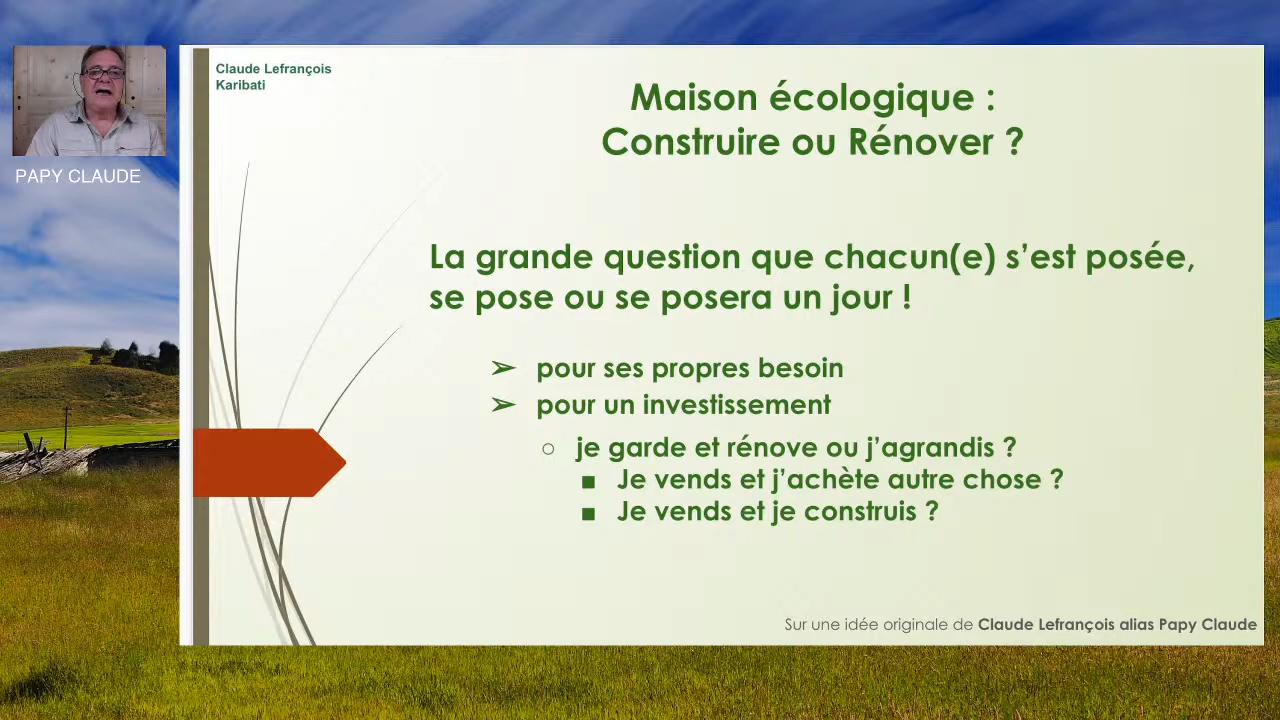 Claude Lefrançois
Karibati
Maison écologique :
Construire ou Rénover ?
PAPY CLAUDE
La grande question que chacun(e) s’est posée,
se pose ou se posera un jour !
➢ pour ses propres besoin
➢ pour un investissement
○ je garde et rénove ou j’agrandis ?
■ Je vends et j’achète autre chose ?
■ Je vends et je construis ?
Sur une idée originale de Claude Lefrançois alias Papy Claude